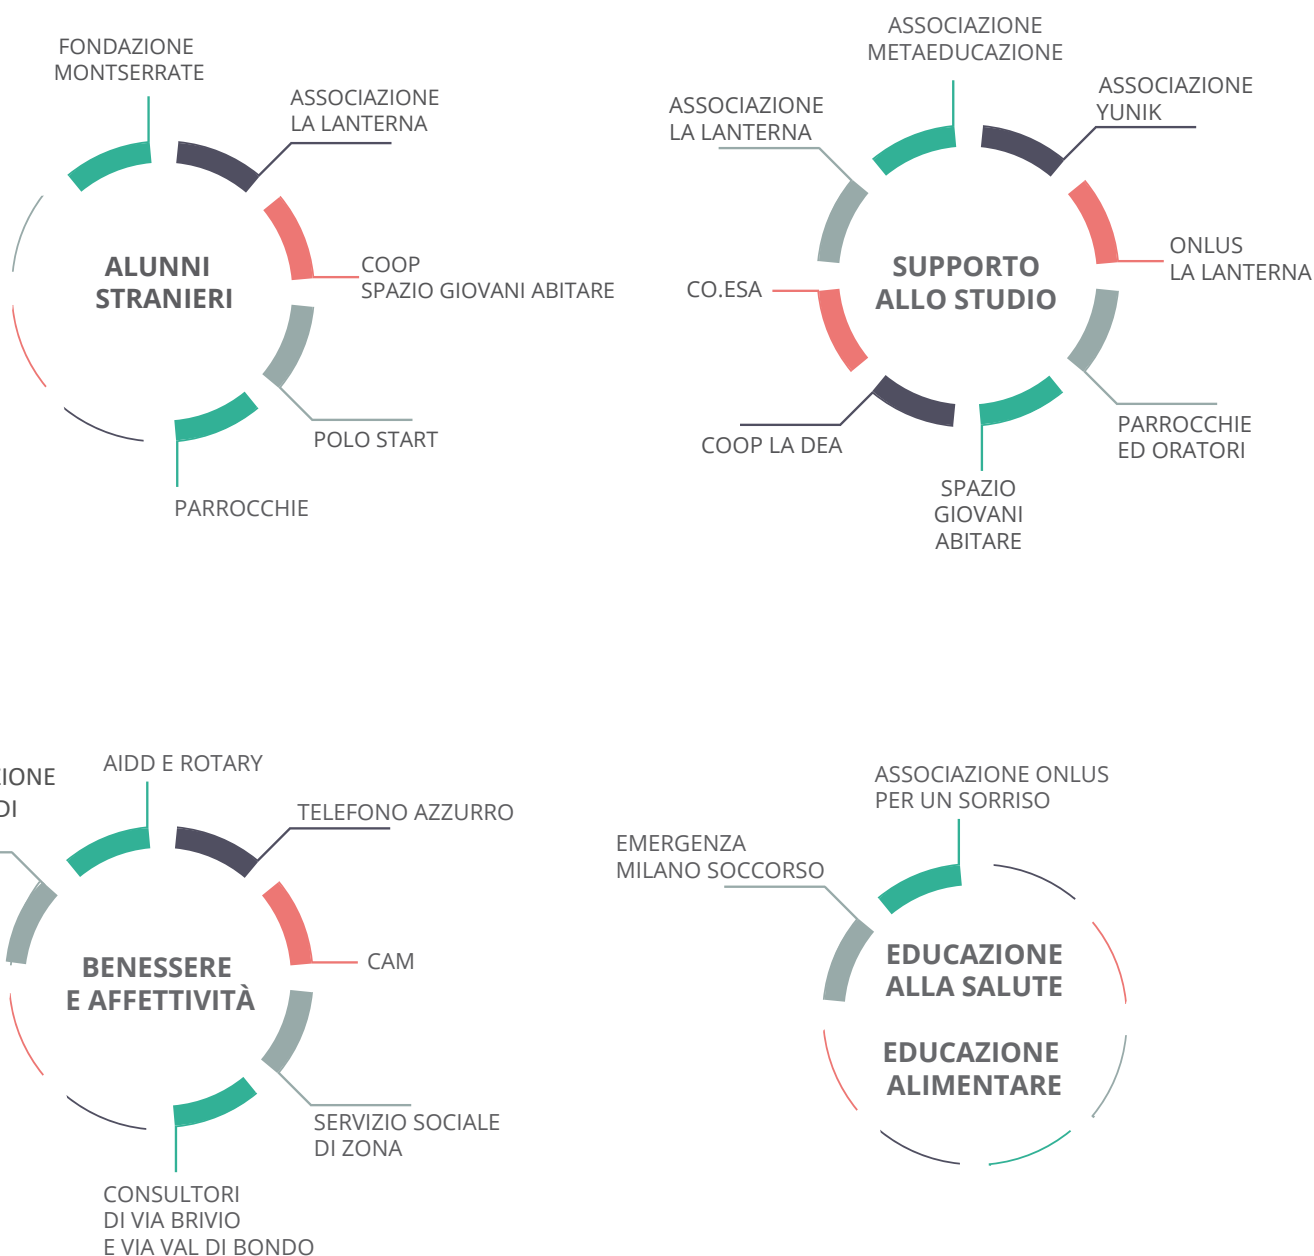 FONDAZIONE
MONTSERRATE
ASSOCIAZIONE
LA LANTERNA
COOP
SPAZIO GIOVANI ABITARE
POLO START
PARROCCHIE
ALUNNI
STRANIERI
ASSOCIAZIONE
METAEDUCAZIONE
ASSOCIAZIONE
YUNIK
ASSOCIAZIONE
LA LANTERNA
ONLUS
LA LANTERNA
CO.ESA
SUPPORTO
ALLO STUDIO
COOP LA DEA
PARROCCHIE
ED ORATORI
SPAZIO
GIOVANI
ABITARE
AIDD E ROTARY
ZIONE
DI
TELEFONO AZZURRO
CAM
BENESSERE
E AFFETTIVITÀ
SERVIZIO SOCIALE
DI ZONA
CONSULTORI
DI VIA BRIVIO
E VIA VAL DI BONDO
ASSOCIAZIONE ONLUS
PER UN SORRISO
EMERGENZA
MILANO SOCCORSO
EDUCAZIONE
ALLA SALUTE
EDUCAZIONE
ALIMENTARE